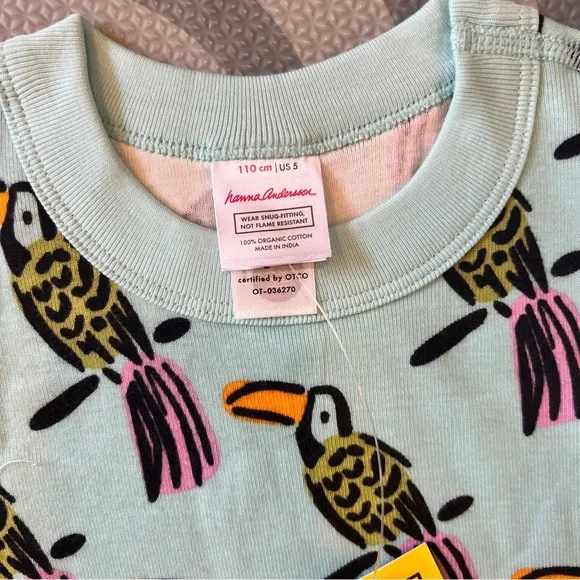 110 cm | US 5
hanna Andersson
WEAR SNUG-FITTING,
NOT FLAME RESISTANT
100% ORGANIC COTTON
MADE IN INDIA
certified by OTCO
OT-036270